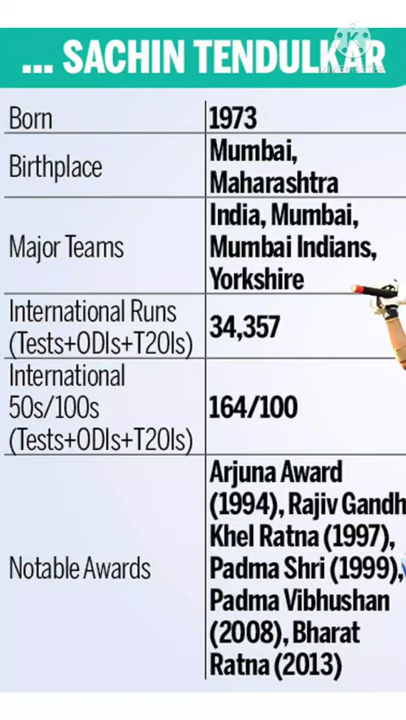 ... SACHIN TENDULKAR
Born 1973
Birthplace Mumbai,
Maharashtra
Major Teams India, Mumbai,
Mumbai Indians,
Yorkshire
International Runs
(Tests+ODIs+T20Is) 34,357
International
50s/100s 164/100
(Tests+ODIs+T20Is)
Notable Awards Arjuna Award
(1994), Rajiv Gandh
Khel Ratna (1997),
Padma Shri (1999),
Padma Vibhushan
(2008), Bharat
Ratna (2013)